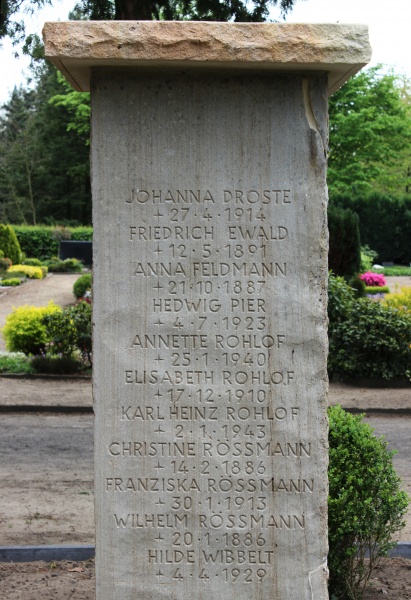 JOHANNA DROSTE
+ 27 · 4 · 1914
FRIEDRICH EWALD
+ 12 · 5 · 1891
ANNA FELDMANN
+ 21 · 10 · 1887
HEDWIG PIER
+ 4 · 7 · 1923
ANNETTE ROHLOF
+ 25 · 1 · 1940
ELISABETH ROHLOF
+ 17 · 12 · 1910
KARL HEINZ ROHLOF
+ 2 · 1 · 1943
CHRISTINE RÖSSMANN
+ 14 · 2 · 1886
FRANZISKA RÖSSMANN
+ 30 · 1 · 1913
WILHELM RÖSSMANN
+ 20 · 1 · 1886
HILDE WIBBELT
+ 4 · 4 · 1929